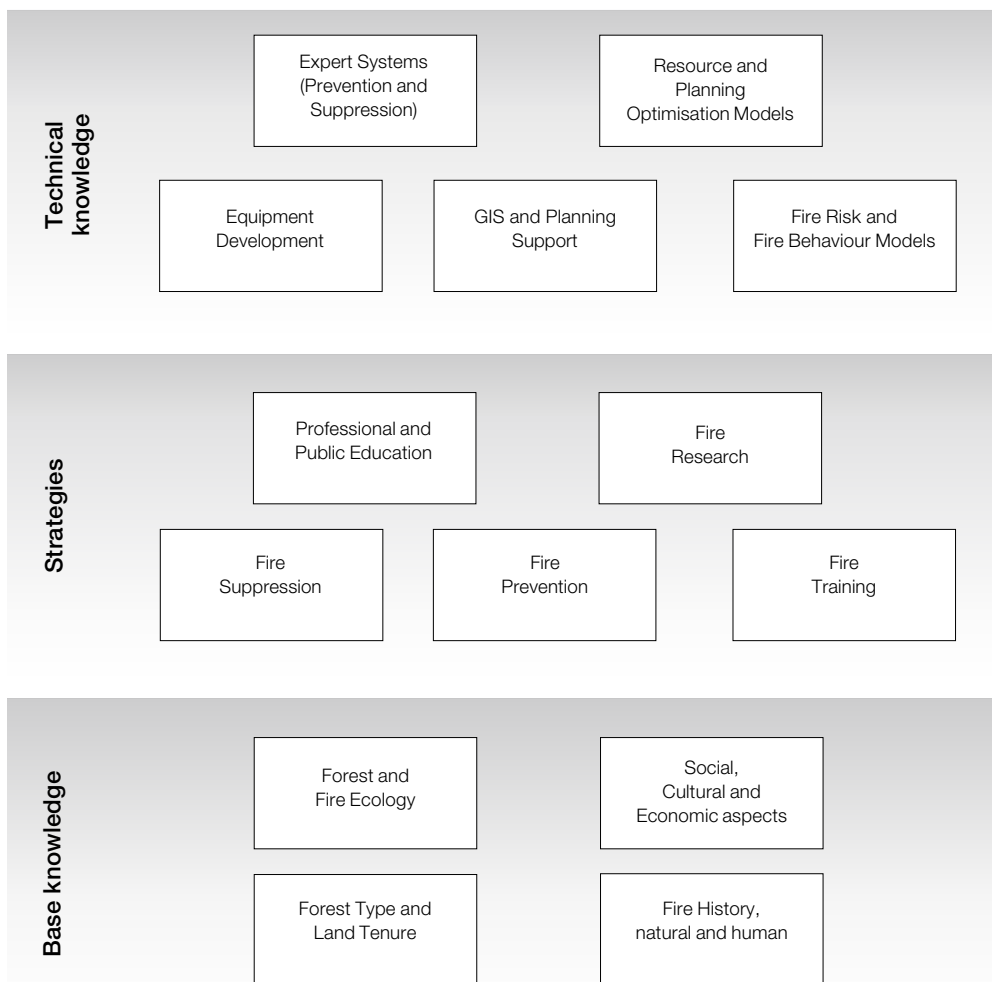 Technical
knowledge
Expert Systems
(Prevention and
Suppression)
Resource and
Planning
Optimisation Models
Equipment
Development
GIS and Planning
Support
Fire Risk and
Fire Behaviour Models
Strategies
Professional and
Public Education
Fire
Research
Fire
Suppression
Fire
Prevention
Fire
Training
Base knowledge
Forest and
Fire Ecology
Social,
Cultural and
Economic aspects
Forest Type and
Land Tenure
Fire History,
natural and human